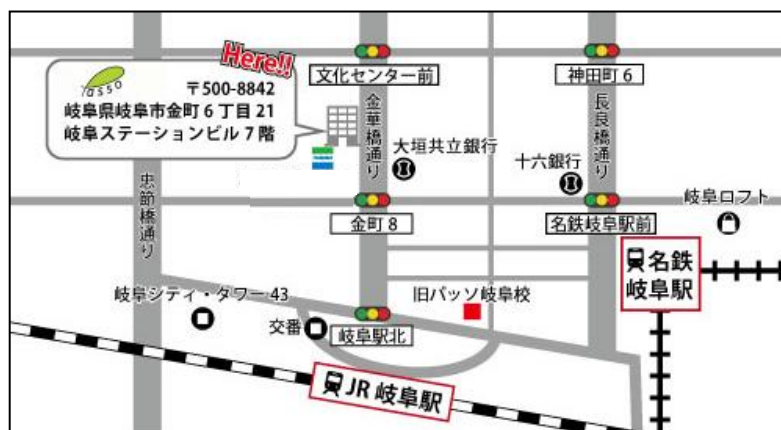 Here!!
Passo
〒500-8842
岐阜県岐阜市金町6丁目21
岐阜ステーションビル7階
文化センター前
神田町6
金華橋通り
長良橋通り
大垣共立銀行
十六銀行
忠節橋通り
金町8
名鉄岐阜駅前
岐阜ロフト
名鉄
岐阜駅
岐阜シティ・タワー43
旧パッソ岐阜校
交番
岐阜駅北
JR岐阜駅